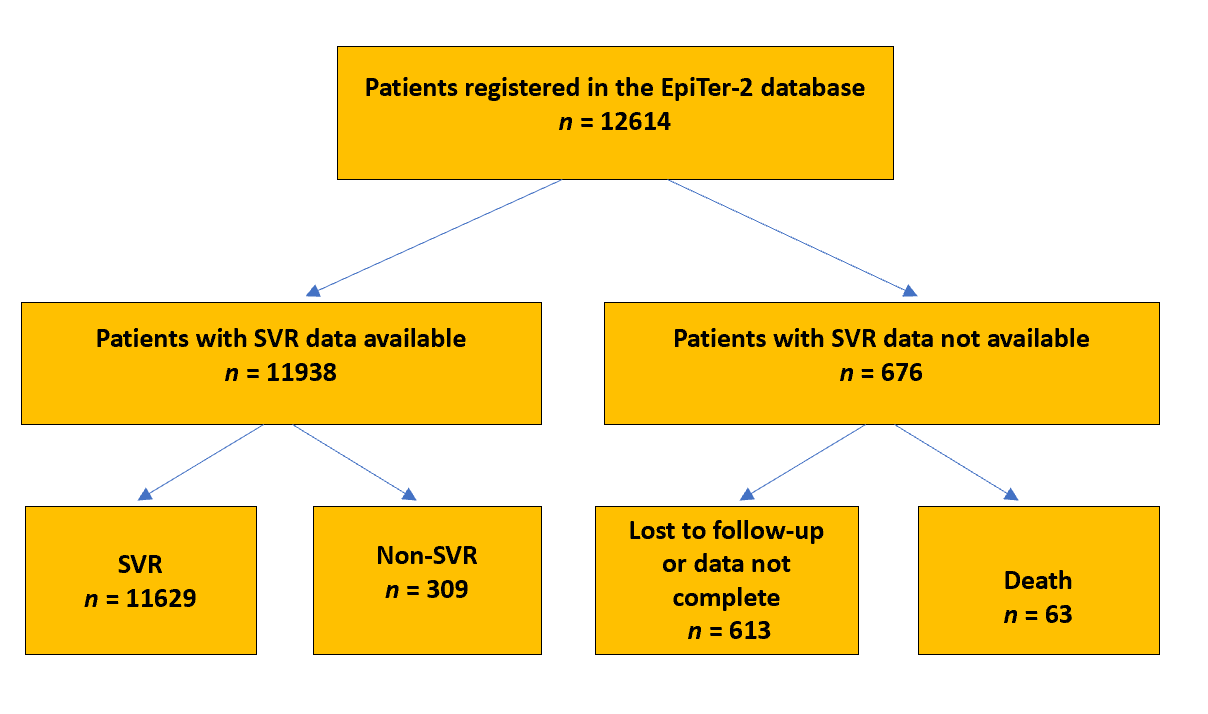 Patients registered in the EpiTer-2 database
n = 12614
Patients with SVR data available
n = 11938
Patients with SVR data not available
n = 676
SVR
n = 11629
Non-SVR
n = 309
Lost to follow-up
or data not
complete
n = 613
Death
n = 63